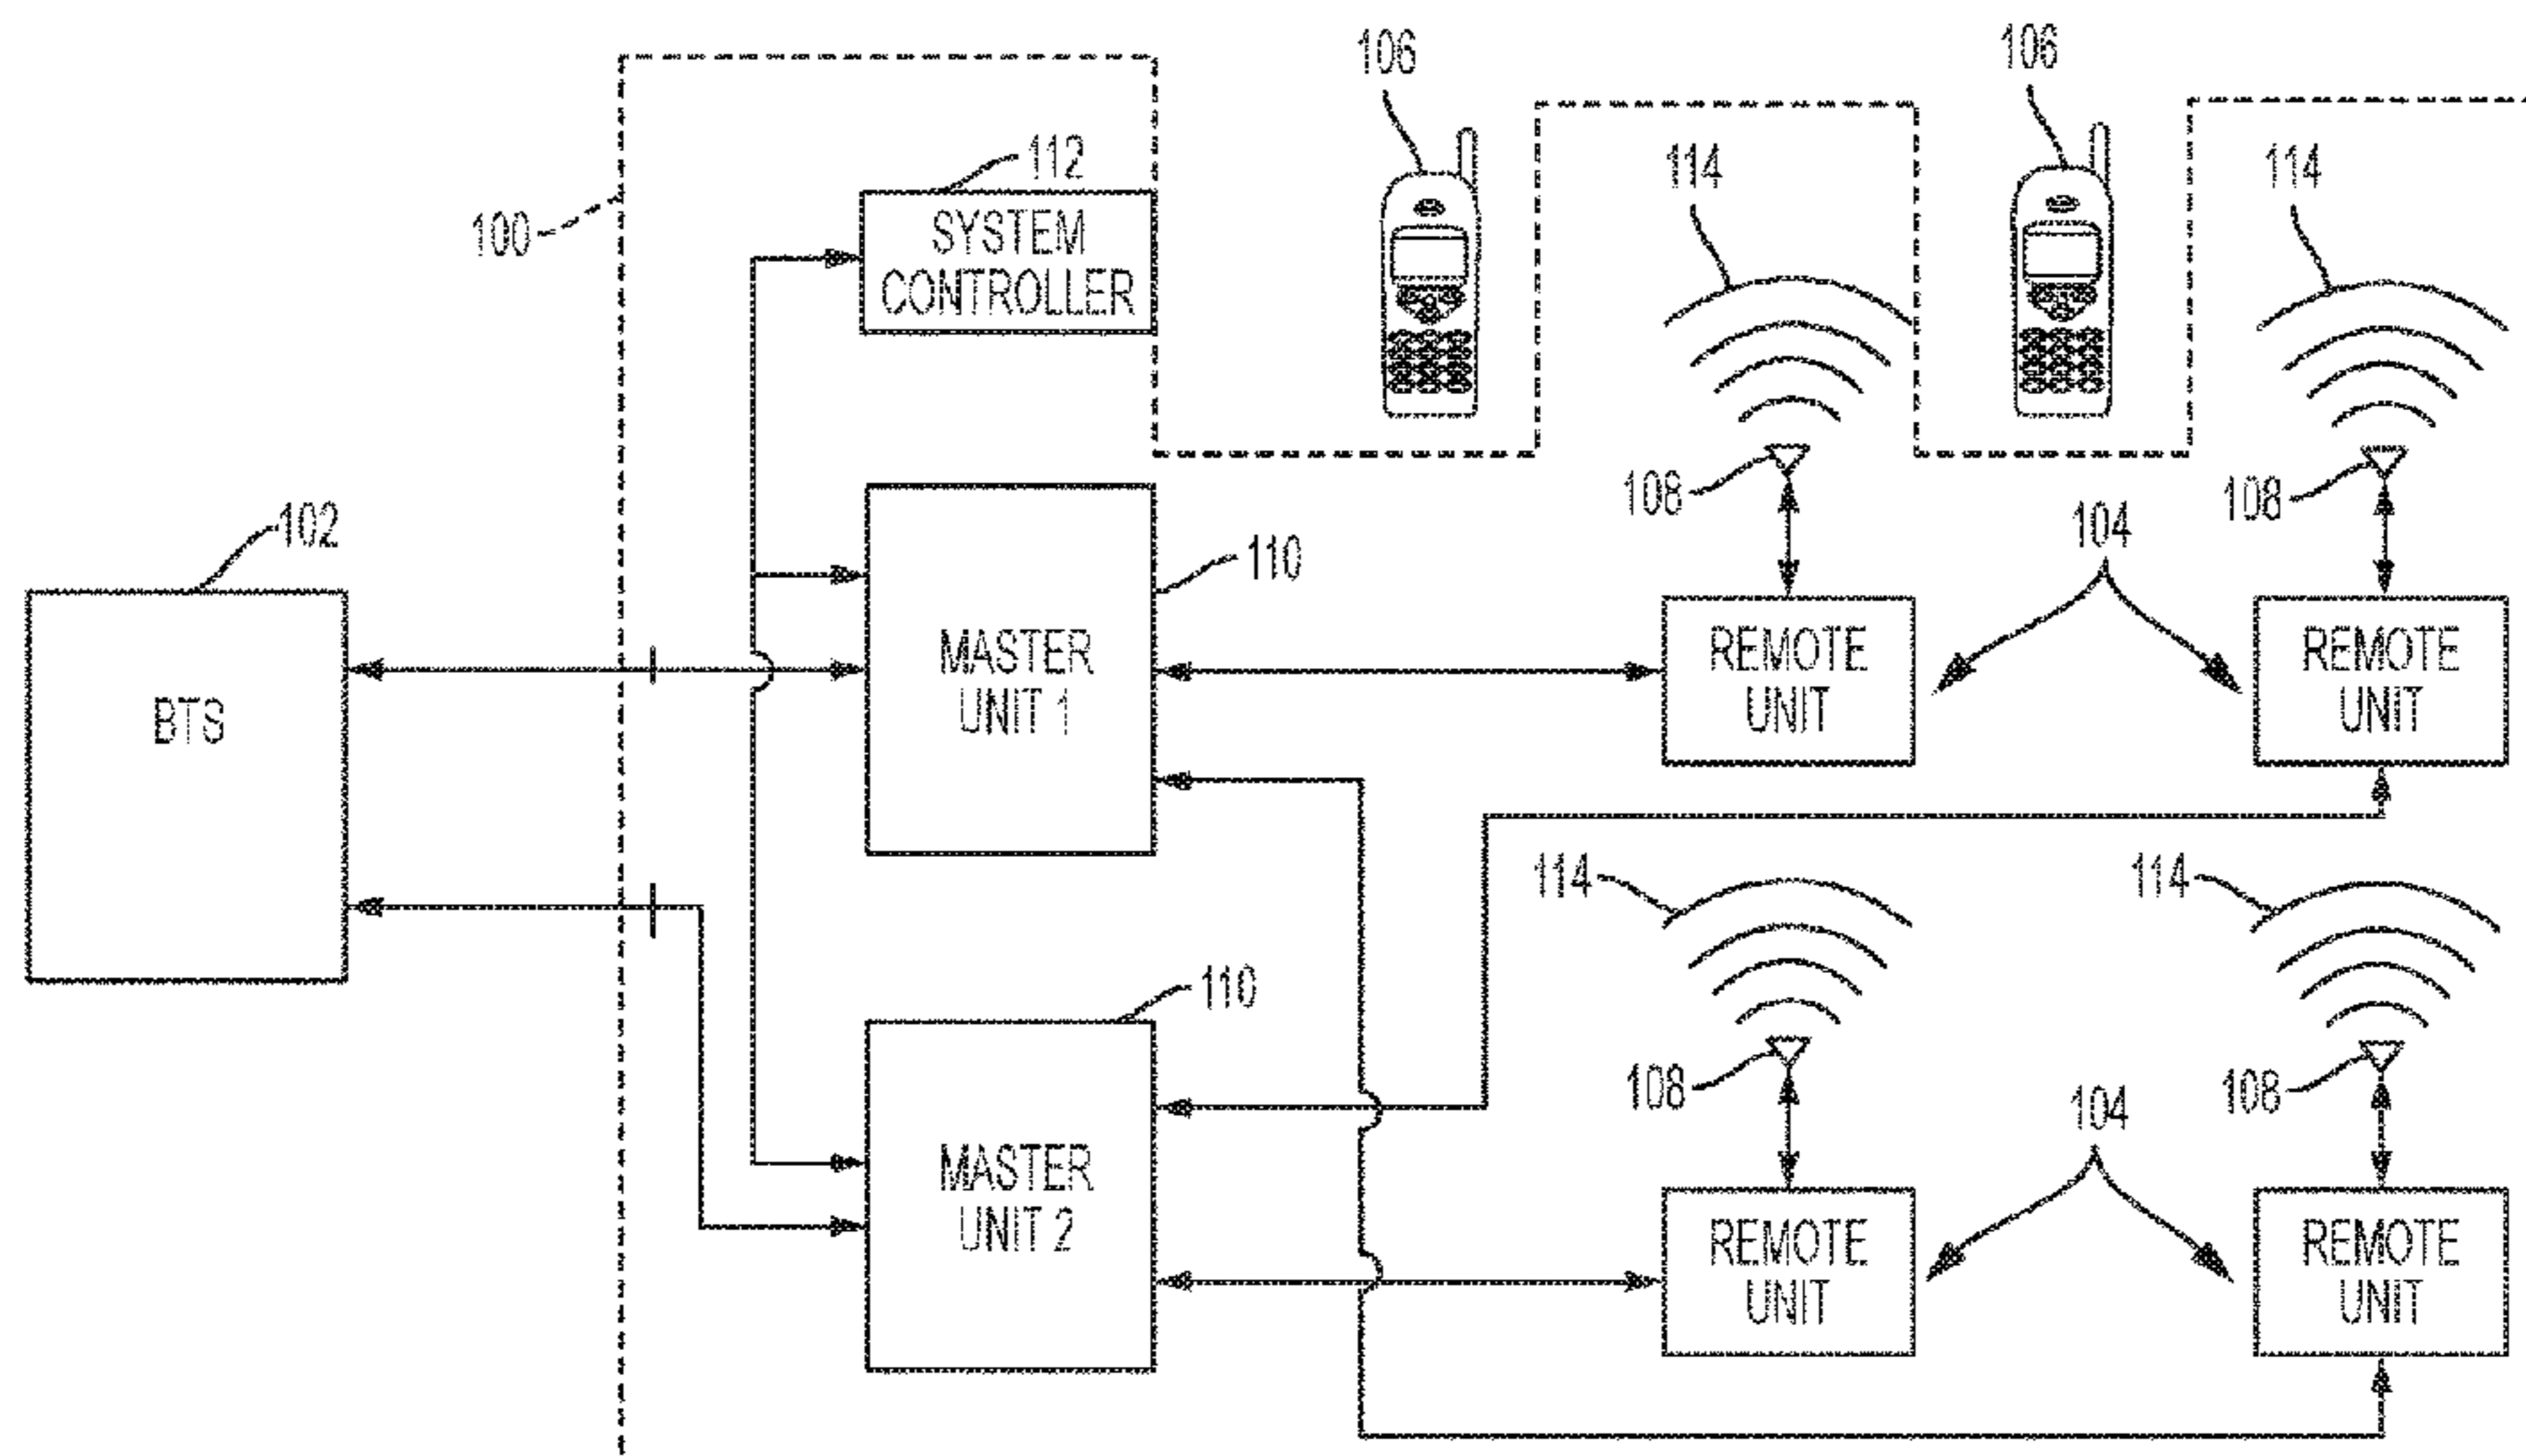 106
106
112
114
114
100
SYSTEM
CONTROLLER
108
108
102
104
110
BTS
MASTER
UNIT 1
REMOTE
UNIT
REMOTE
UNIT
114
114
110
108
108
104
MASTER
UNIT 2
REMOTE
UNIT
REMOTE
UNIT